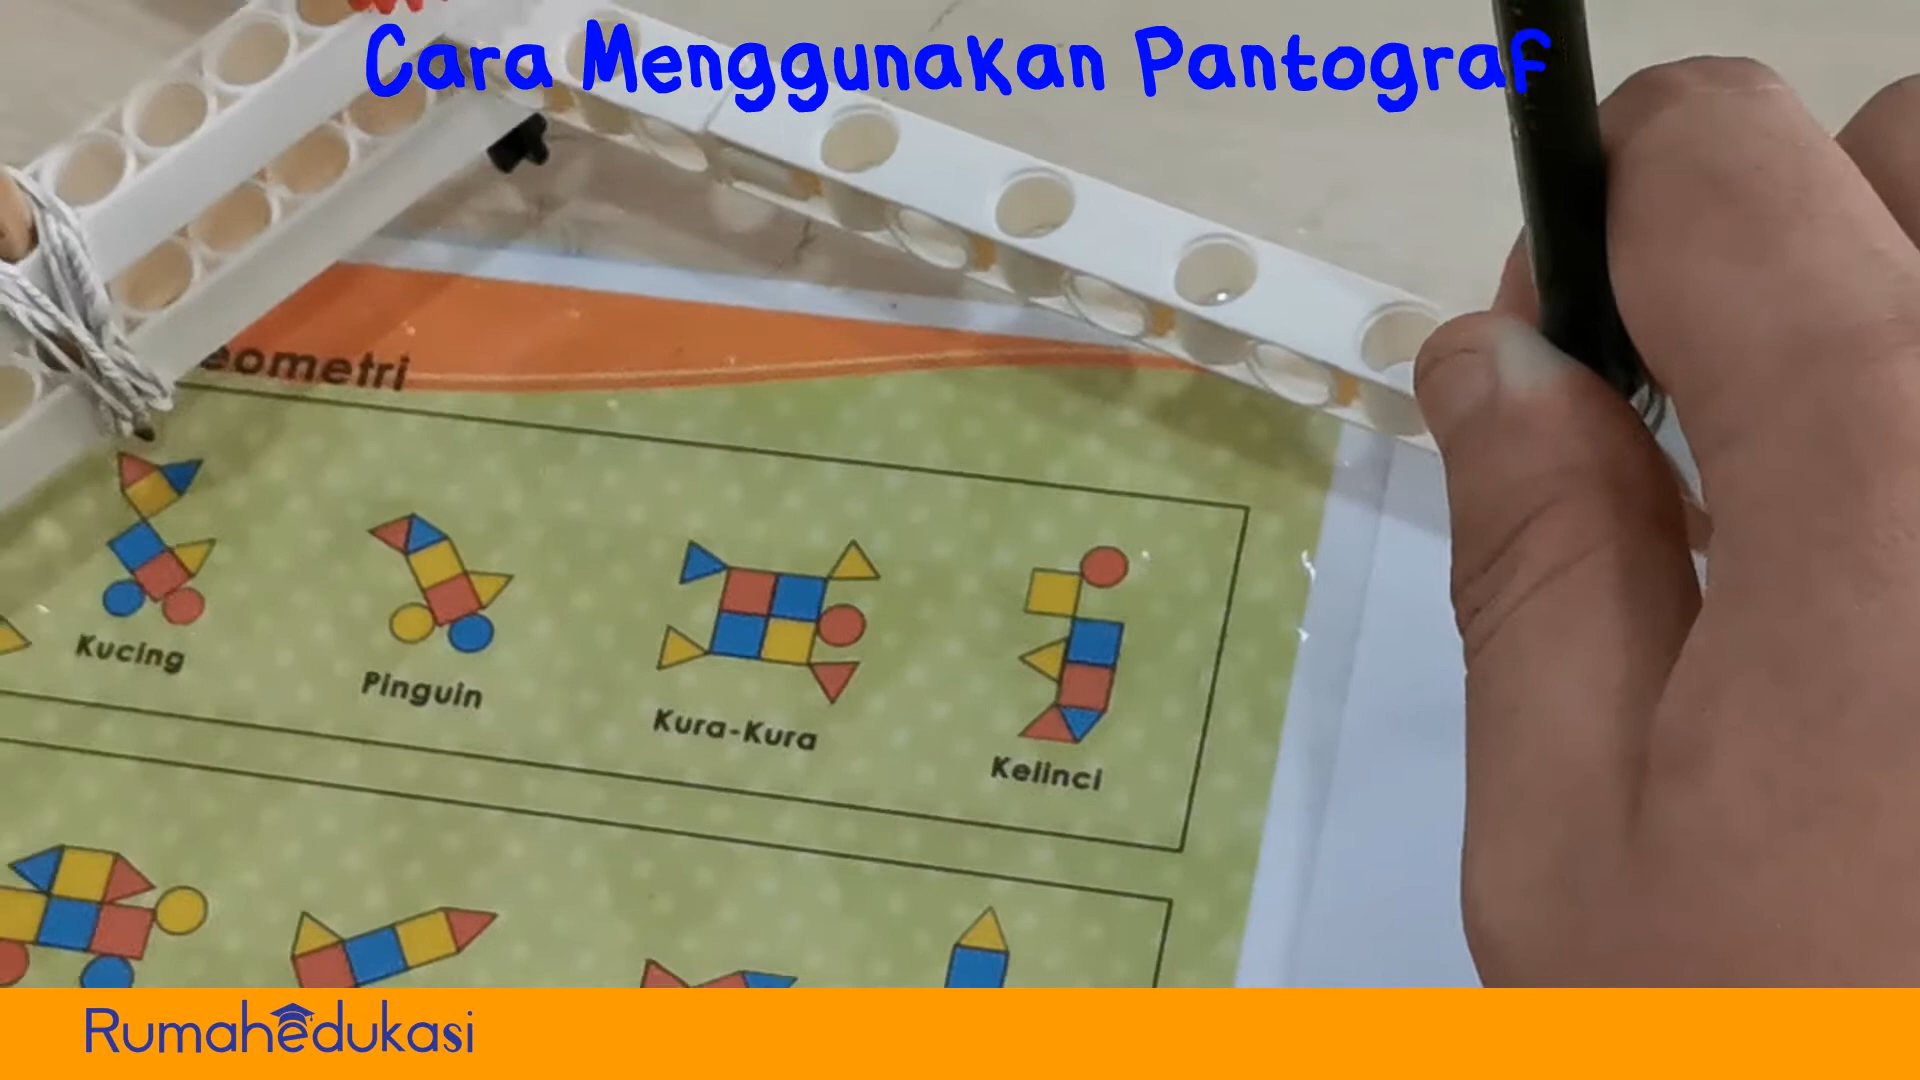 Cara Menggunakan Pantograf
eometri
Kucing
Pinguin
Kura-Kura
Kelinci
Rumahedukasi